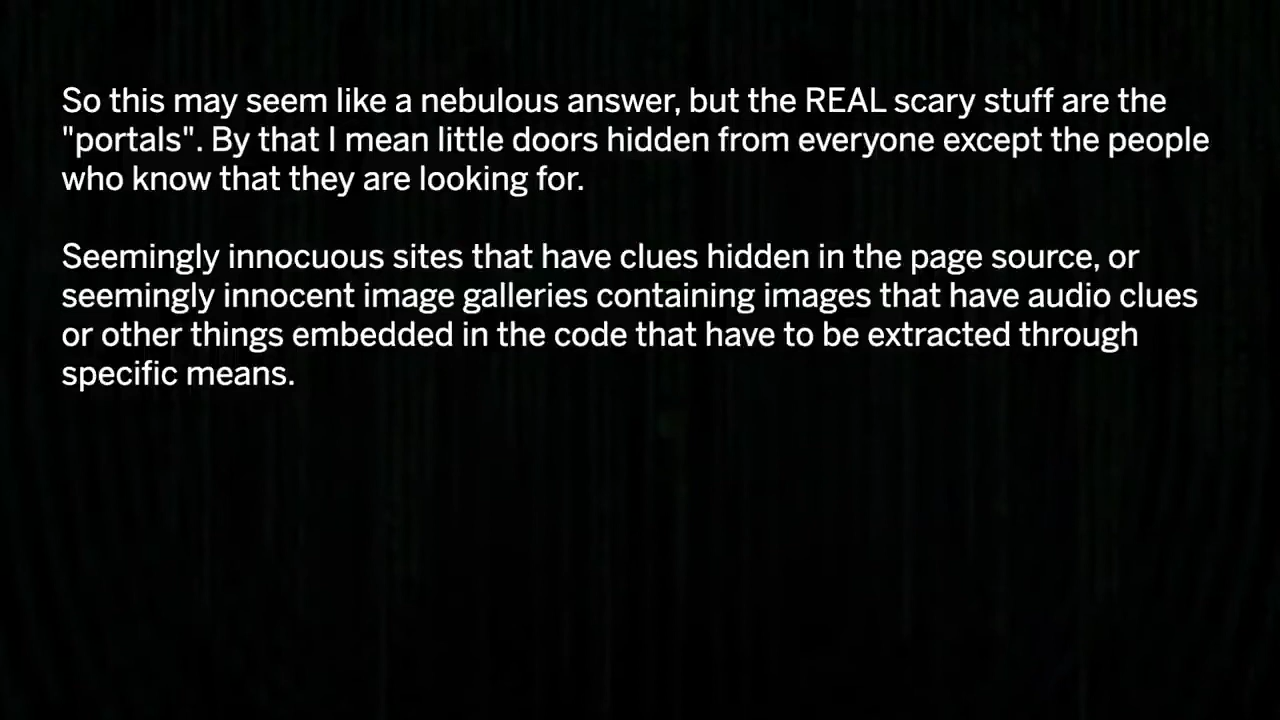 So this may seem like a nebulous answer, but the REAL scary stuff are the
"portals". By that I mean little doors hidden from everyone except the people
who know that they are looking for.
Seemingly innocuous sites that have clues hidden in the page source, or
seemingly innocent image galleries containing images that have audio clues
or other things embedded in the code that have to be extracted through
specific means.